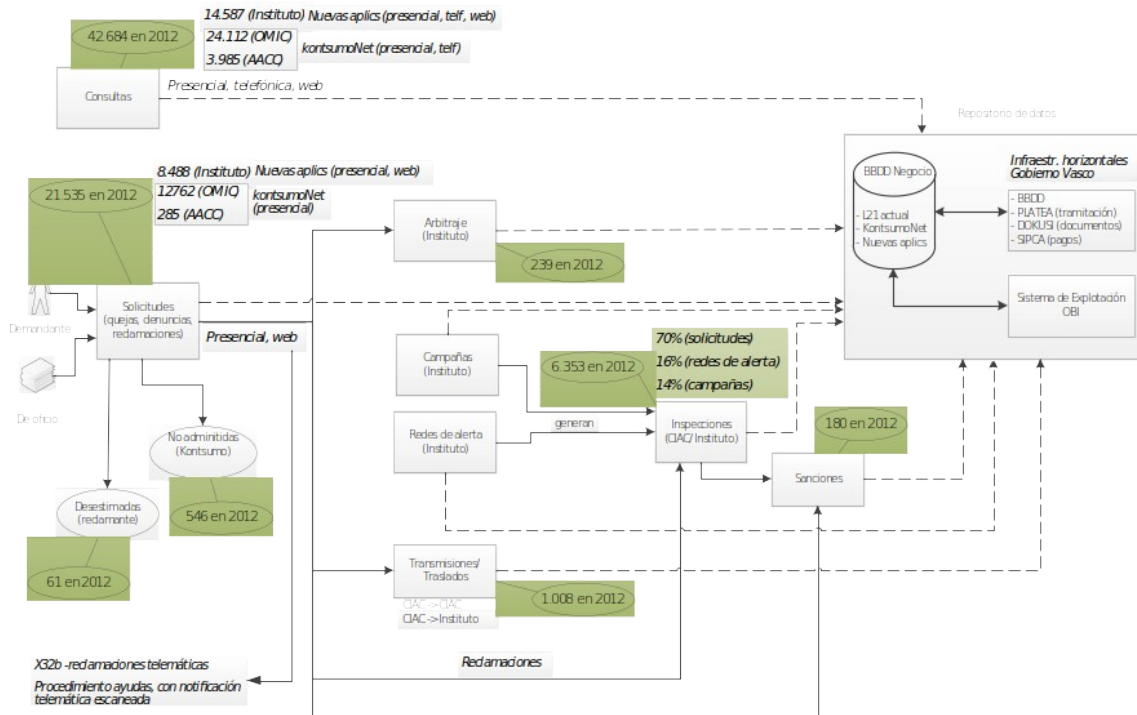 14.587 (Instituto) Nuevas aplics (presencial, telf, web)
42.684 en 2012
24.112 (OMIC)
3.985 (AACC)
kontsumoNet (presencial, telf)
Consultas
Presencial, telefónica, web
Repositorio de datos
8.488 (Instituto) Nuevas aplics (presencial, web)
21.535 en 2012
12762 (OMIC)
285 (AACC)
kontsumoNet
(presencial)
BBDD Negocio
- L21 actual
- KontsumoNet
- Nuevas aplics
Infraestr. horizontales
Gobierno Vasco
- BBDD
- PLATEA (tramitación)
- DOKUSI (documentos)
- SIPCA (pagos)
Arbitraje
(Instituto)
239 en 2012
Sistema de Explotación
OBI
Demandante
Solicitudes
(quejas, denuncias,
reclamaciones)
Presencial, web
Campañas
(Instituto)
6.353 en 2012
70% (solicitudes)
16% (redes de alerta)
14% (campañas)
De oficio
No adminitidas
(Kontsumo)
546 en 2012
Redes de alerta
(Instituto)
generan
Inspecciones
(CIAC/ Instituto)
180 en 2012
Sanciones
Desestimadas
(reclamante)
61 en 2012
Transmisiones/
Traslados
1.008 en 2012
CIAC -> CIAC
CIAC -> Instituto
Reclamaciones
X32b -reclamaciones telemáticas
Procedimiento ayudas, con notificación
telemática escaneada